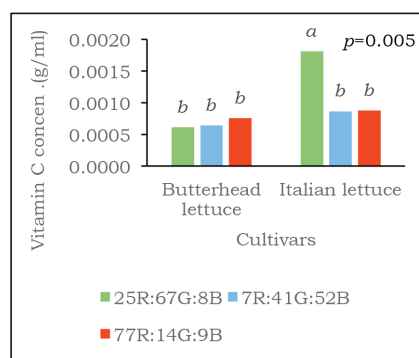 Vitamin C concen .(g/ml)
0.0020
0.0015
0.0010
0.0005
0.0000
a
p=0.005
b b b b b
Butterhead lettuce
Italian lettuce
Cultivars
25R:67G:8B 7R:41G:52B
77R:14G:9B